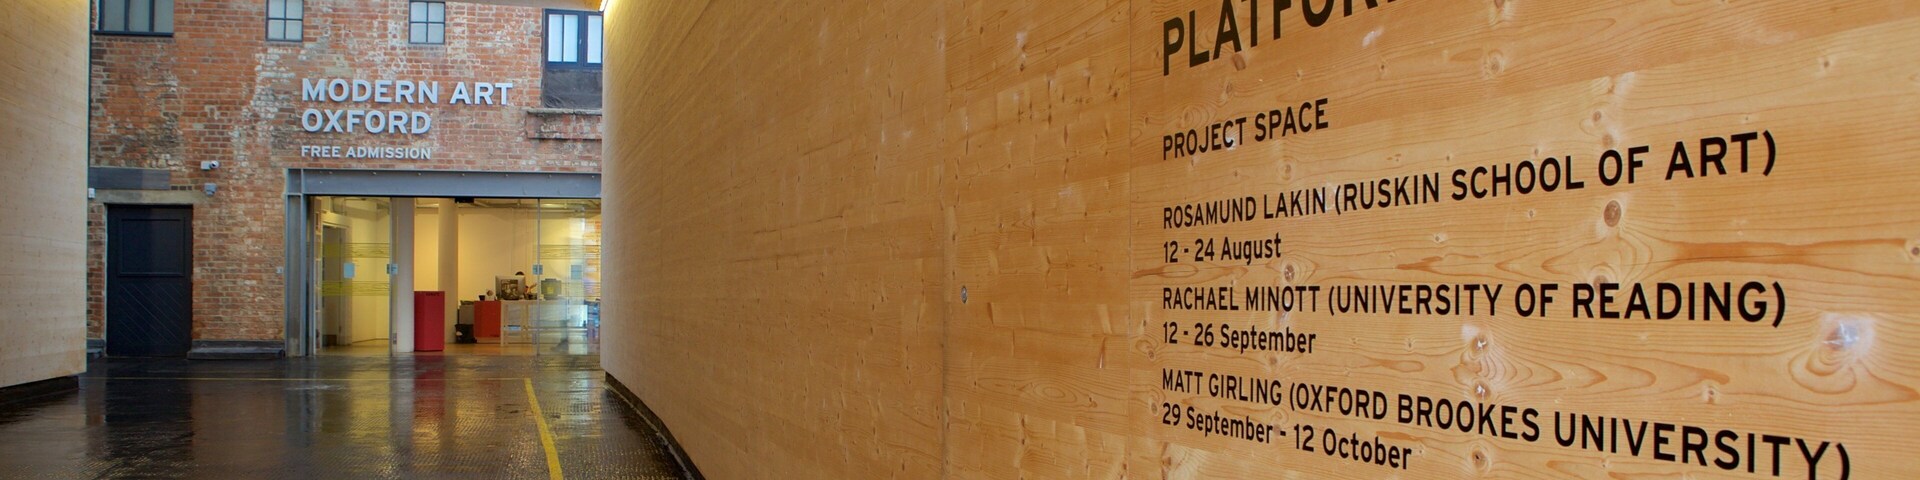 MODERN ART
OXFORD
FREE ADMISSION
PROJECT SPACE
ROSAMUND LAKIN (RUSKIN SCHOOL OF ART)
12 - 24 August
RACHAEL MINOTT (UNIVERSITY OF READING)
12 - 26 September
MATT GIRLING (OXFORD BROOKES UNIVERSITY)
29 September - 12 October